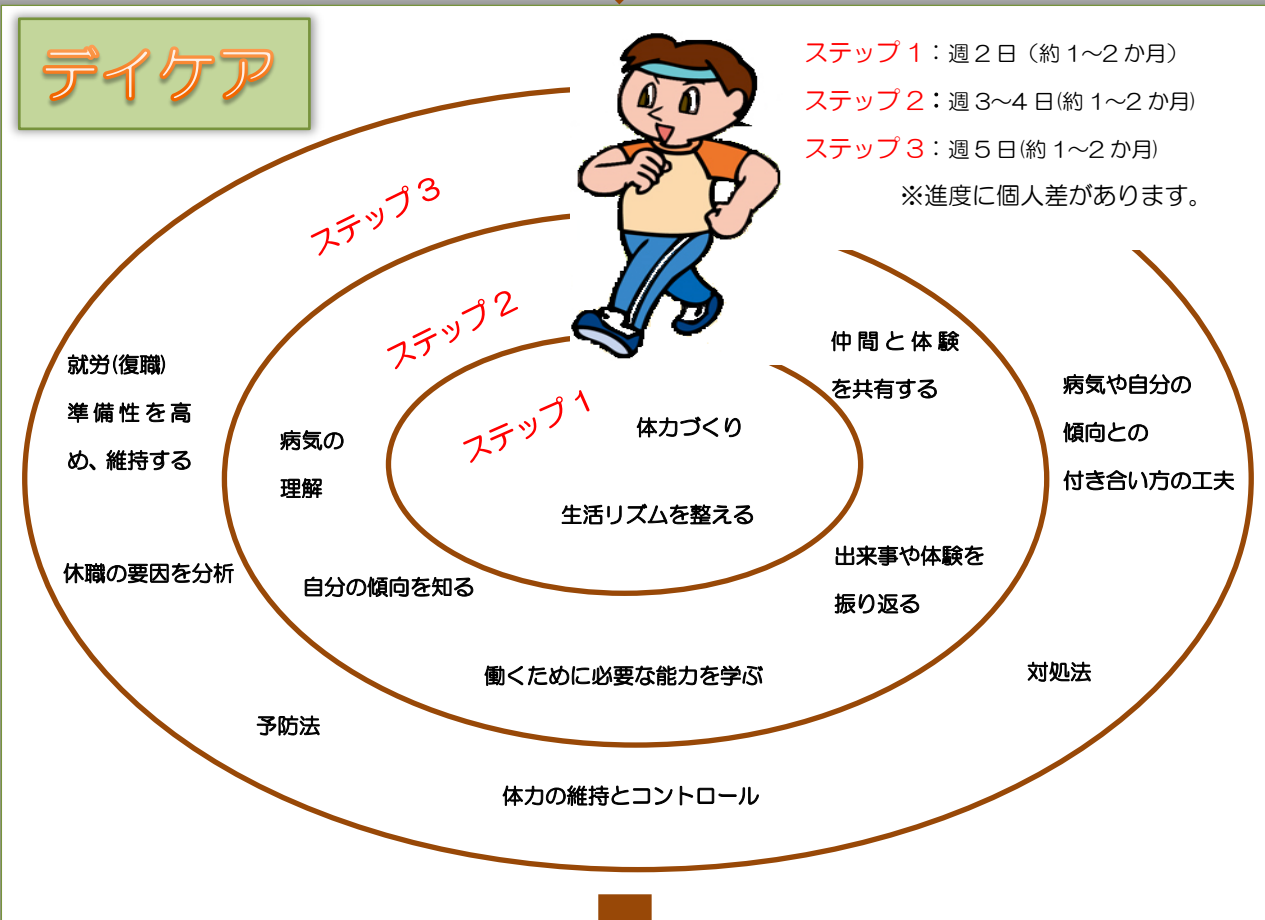 デイケア
ステップ1：週2日（約1～2か月）
ステップ2：週3～4日(約1～2か月)
ステップ3：週5日(約1～2か月)
※進度に個人差があります。
ステップ3
ステップ2
ステップ1
体力づくり
生活リズムを整える
病気の
理解
自分の傾向を知る
働くために必要な能力を学ぶ
仲間と体験
を共有する
出来事や体験を
振り返る
就労(復職)
準備性を高
め、維持する
休職の要因を分析
予防法
体力の維持とコントロール
病気や自分の
傾向との
付き合い方の工夫
対処法